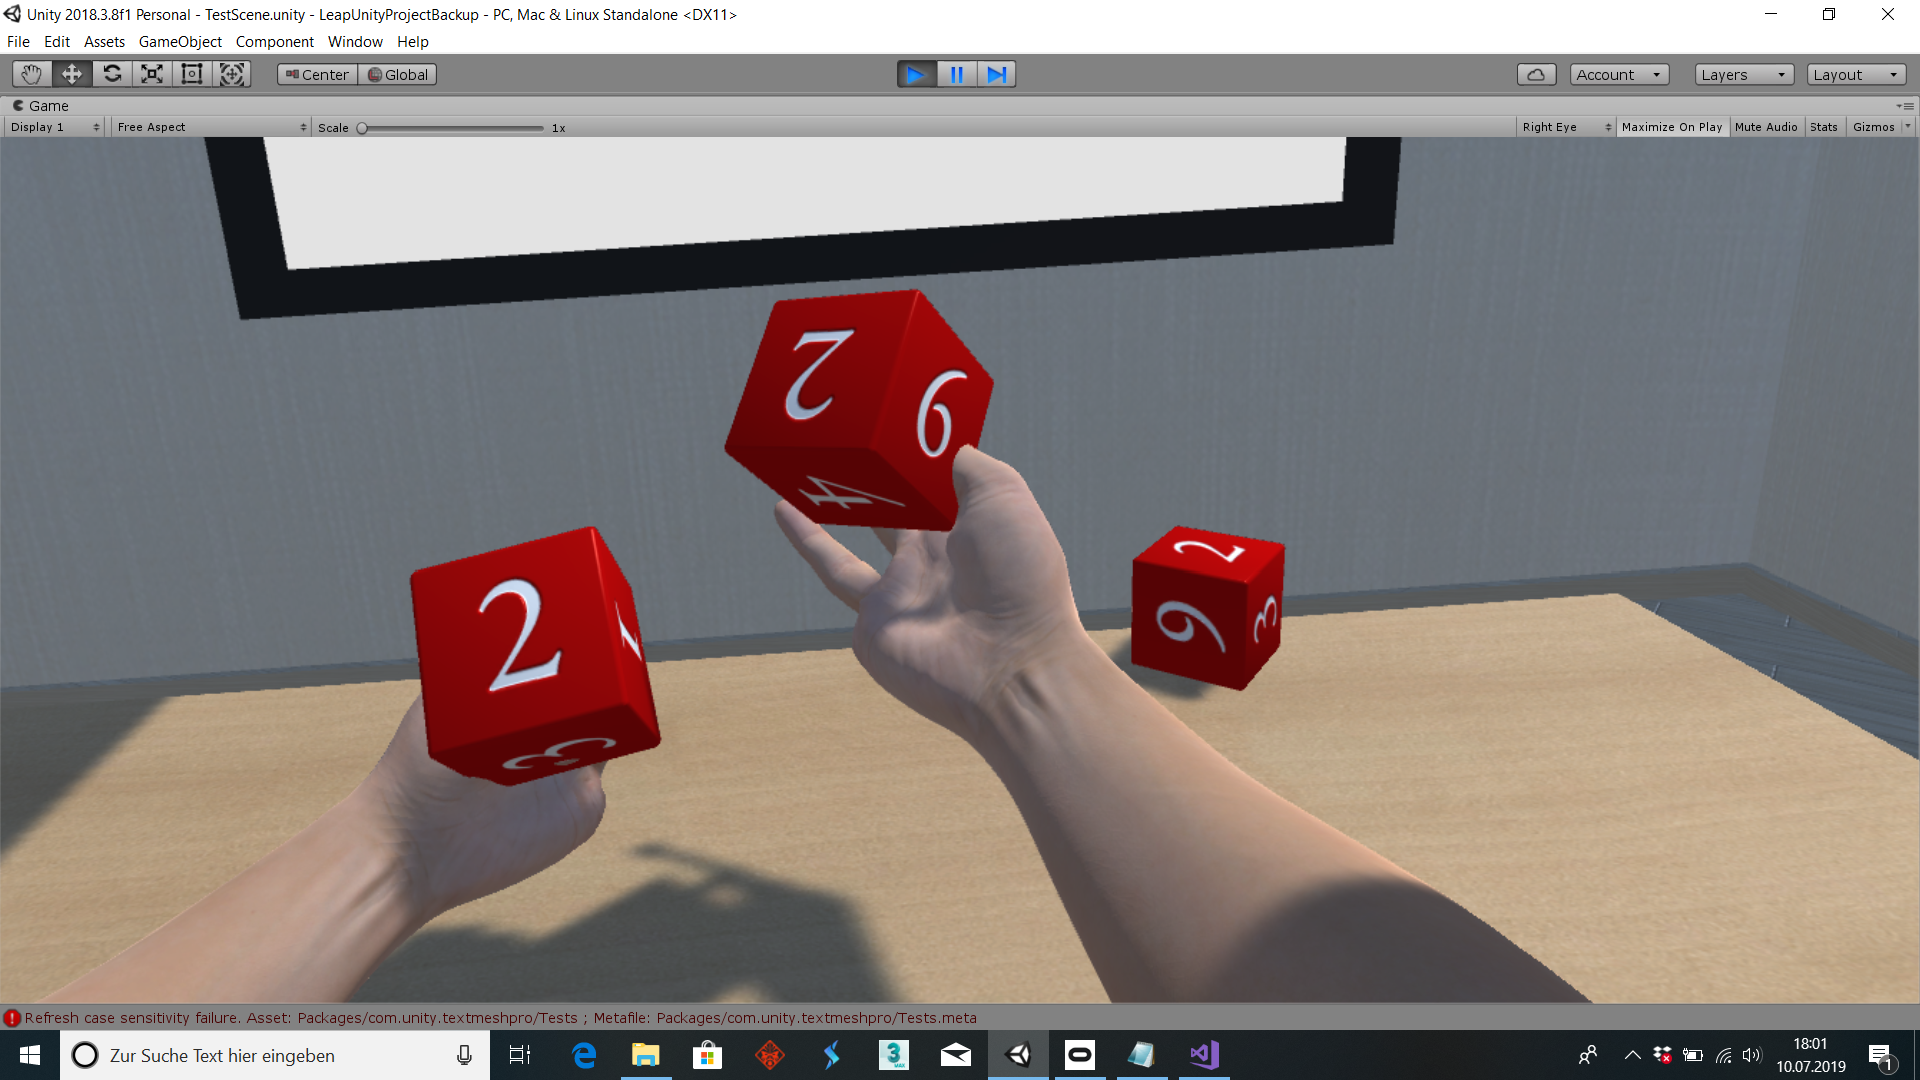 Unity 2018.3.8f1 Personal - TestScene.unity - LeapUnityProjectBackup - PC, Mac & Linux Standalone <DX11>
File Edit Assets GameObject Component Window Help
Center Global Account Layers Layout
Game
Display 1 Free Aspect Scale 1x Right Eye Maximize On Play Mute Audio Stats Gizmos
2 6 4
2 1 3
2 6 3
Refresh case sensitivity failure. Asset: Packages/com.unity.textmeshpro/Tests ; Metafile: Packages/com.unity.textmeshpro/Tests.meta
Zur Suche Text hier eingeben
3
MAX
18:01
10.07.2019
1